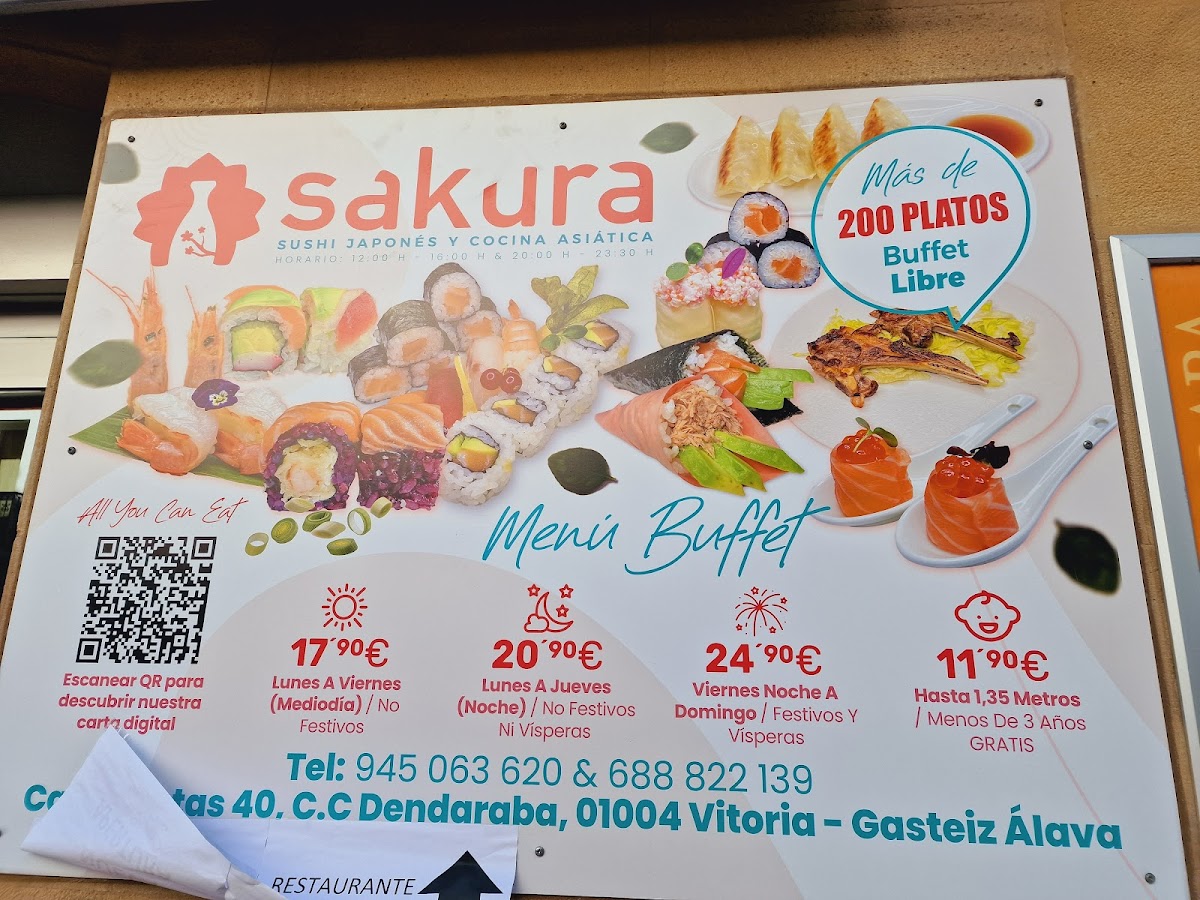 sakura
SUSHI JAPONÉS Y COCINA ASIÁTICA
HORARIO: 12:00 H - 16:00 H & 20:00 H - 23:30 H
Más de
200 PLATOS
Buffet
Libre
All You Can Eat
Menú Buffet
Escanear QR para
descubrir nuestra
carta digital
17´90€
Lunes A Viernes
(Mediodía) / No
Festivos
20´90€
Lunes A Jueves
(Noche) / No Festivos
Ni Vísperas
24´90€
Viernes Noche A
Domingo / Festivos Y
Vísperas
11´90€
Hasta 1,35 Metros
/ Menos De 3 Años
GRATIS
Tel: 945 063 620 & 688 822 139
40, C.C Dendaraba, 01004 Vitoria - Gasteiz Álava
RESTAURANTE